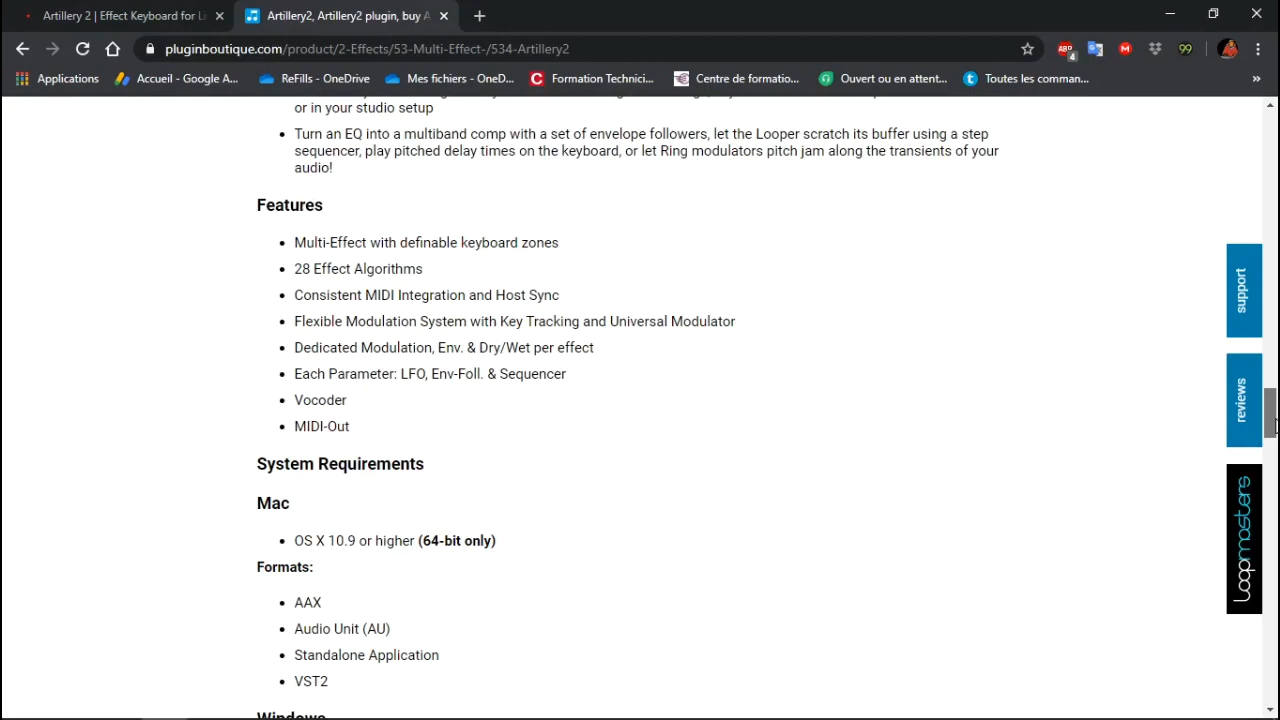 Artillery 2 | Effect Keyboard for Li
Artillery2, Artillery2 plugin, buy A
pluginboutique.com/product/2-Effects/53-Multi-Effect-/534-Artillery2
ABP
4
M
99
Applications
Accueil - Google A...
ReFills - OneDrive
Mes fichiers - OneD...
C
Formation Technici...
Centre de formatio...
Ouvert ou en attent...
t
Toutes les comman...
»
or in your studio setup
• Turn an EQ into a multiband comp with a set of envelope followers, let the Looper scratch its buffer using a step
sequencer, play pitched delay times on the keyboard, or let Ring modulators pitch jam along the transients of your
audio!
Features
• Multi-Effect with definable keyboard zones
• 28 Effect Algorithms
• Consistent MIDI Integration and Host Sync
• Flexible Modulation System with Key Tracking and Universal Modulator
• Dedicated Modulation, Env. & Dry/Wet per effect
• Each Parameter: LFO, Env-Foll. & Sequencer
• Vocoder
• MIDI-Out
System Requirements
Mac
• OS X 10.9 or higher (64-bit only)
Formats:
• AAX
• Audio Unit (AU)
• Standalone Application
• VST2
Windows
support
reviews
Loopmasters